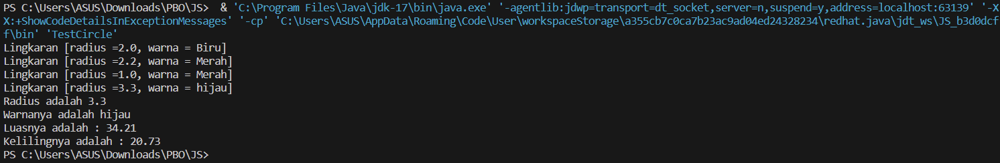 PS C:\Users\ASUS\Downloads\PBO\JS>  & 'C:\Program Files\Java\jdk-17\bin\java.exe' '-agentlib:jdwp=transport=dt_socket,server=n,suspend=y,address=localhost:63139' '-X
X:+ShowCodeDetailsInExceptionMessages' '-cp' 'C:\Users\ASUS\AppData\Roaming\Code\User\workspaceStorage\a355cb7c0ca7b23ac9ad04ed24328234\redhat.java\jdt_ws\JS_b3d0dcf
f\bin' 'TestCircle'
Lingkaran [radius =2.0, warna = Biru]
Lingkaran [radius =2.2, warna = Merah]
Lingkaran [radius =1.0, warna = Merah]
Lingkaran [radius =3.3, warna = hijau]
Radius adalah 3.3
Warnanya adalah hijau
Luasnya adalah : 34.21
Kelilingnya adalah : 20.73
PS C:\Users\ASUS\Downloads\PBO\JS>